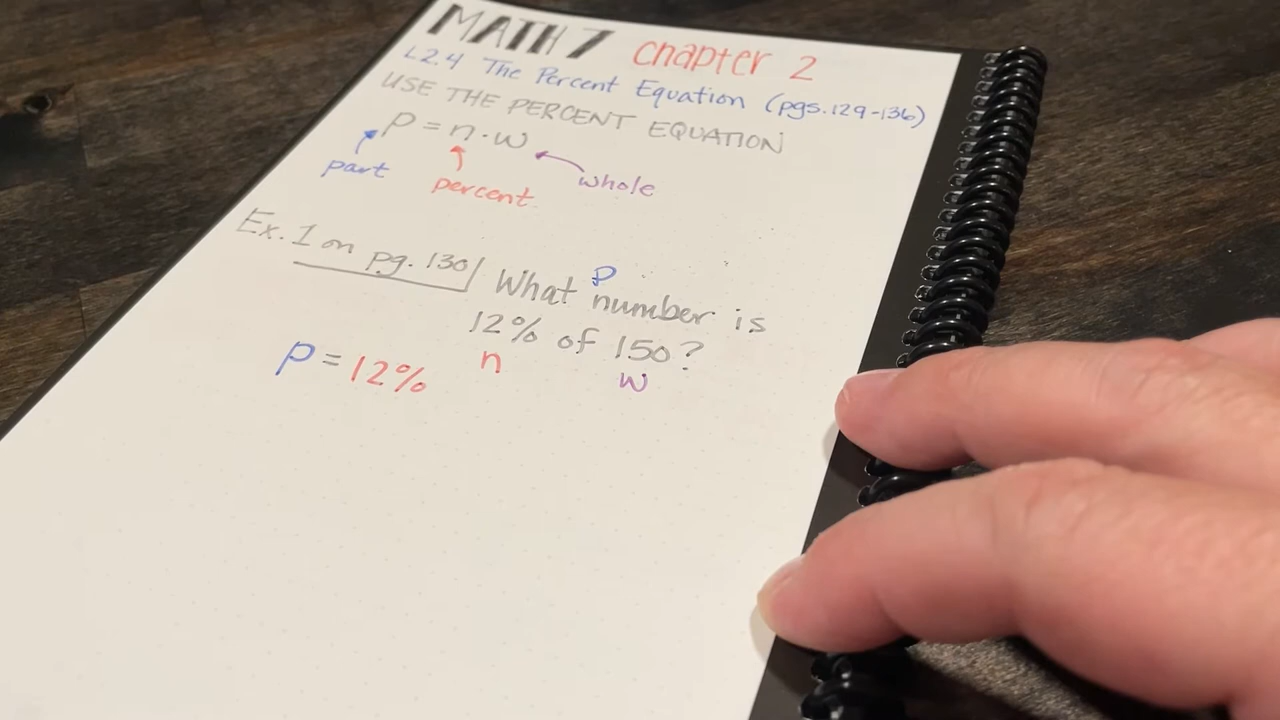 MATH 7 chapter 2
L2.4 The Percent Equation (pgs.129-136)
USE THE PERCENT EQUATION
p = n · w
part percent whole
Ex. 1 on pg. 130
p
What number is
12% of 150?
n w
p = 12%